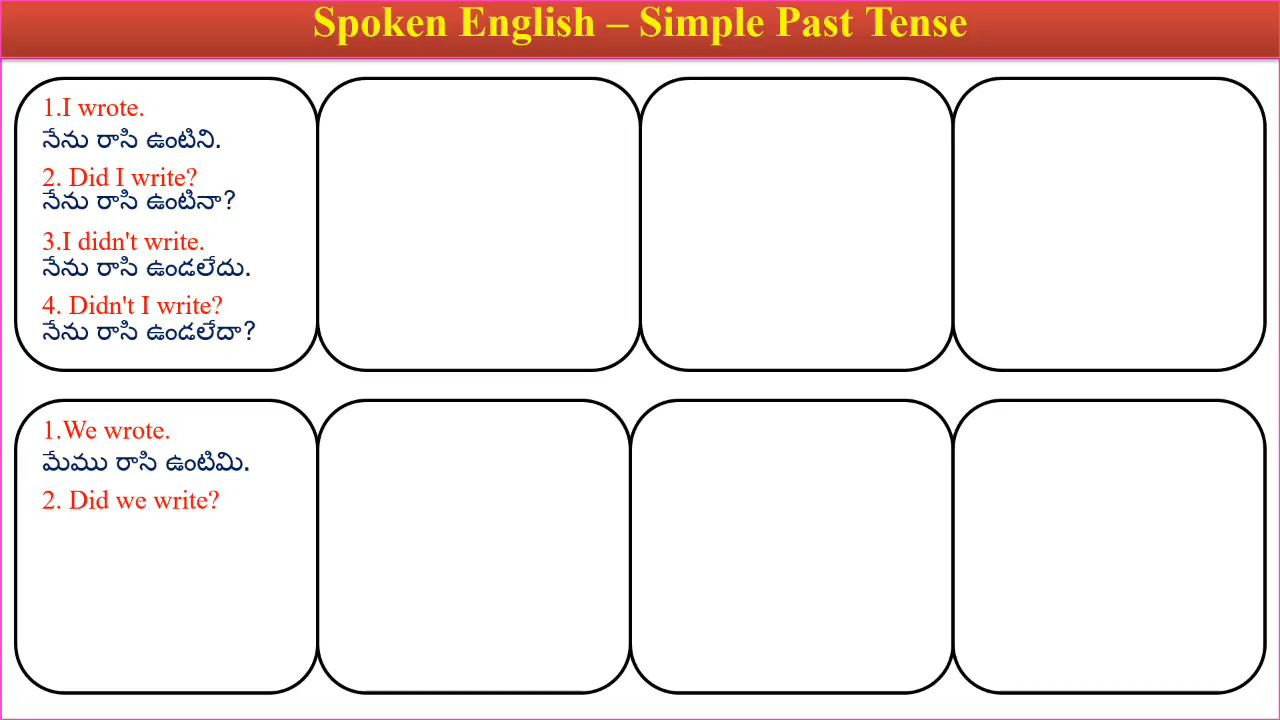 Spoken English – Simple Past Tense
1.I wrote.
నేను రాసి ఉంటిని.
2. Did I write?
నేను రాసి ఉంటినా?
3.I didn't write.
నేను రాసి ఉండలేదు.
4. Didn't I write?
నేను రాసి ఉండలేదా?
1.We wrote.
మేము రాసి ఉంటిమి.
2. Did we write?